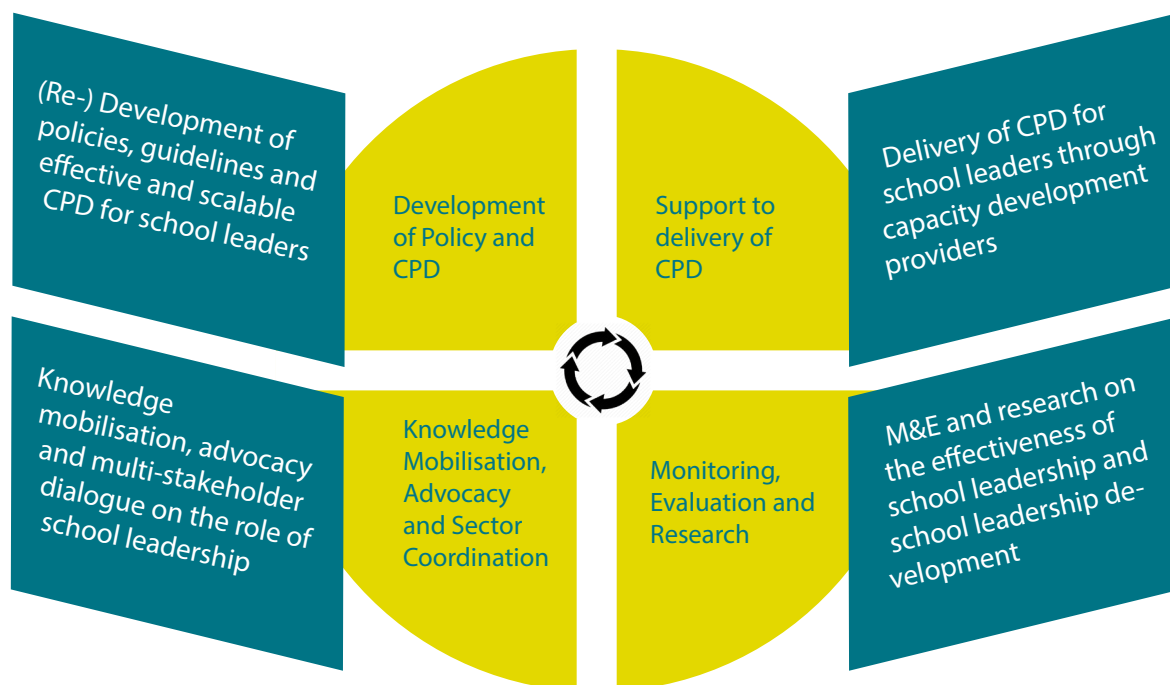 (Re-) Development of
policies, guidelines and
effective and scalable
CPD for school leaders
Development
of Policy and
CPD
Support to
delivery of
CPD
Delivery of CPD for
school leaders through
capacity development
providers
Knowledge
mobilisation, advocacy
and multi-stakeholder
dialogue on the role of
school leadership
Knowledge
Mobilisation,
Advocacy
and Sector
Coordination
Monitoring,
Evaluation and
Research
M&E and research on
the effectiveness of
school leadership and
school leadership de-
velopment